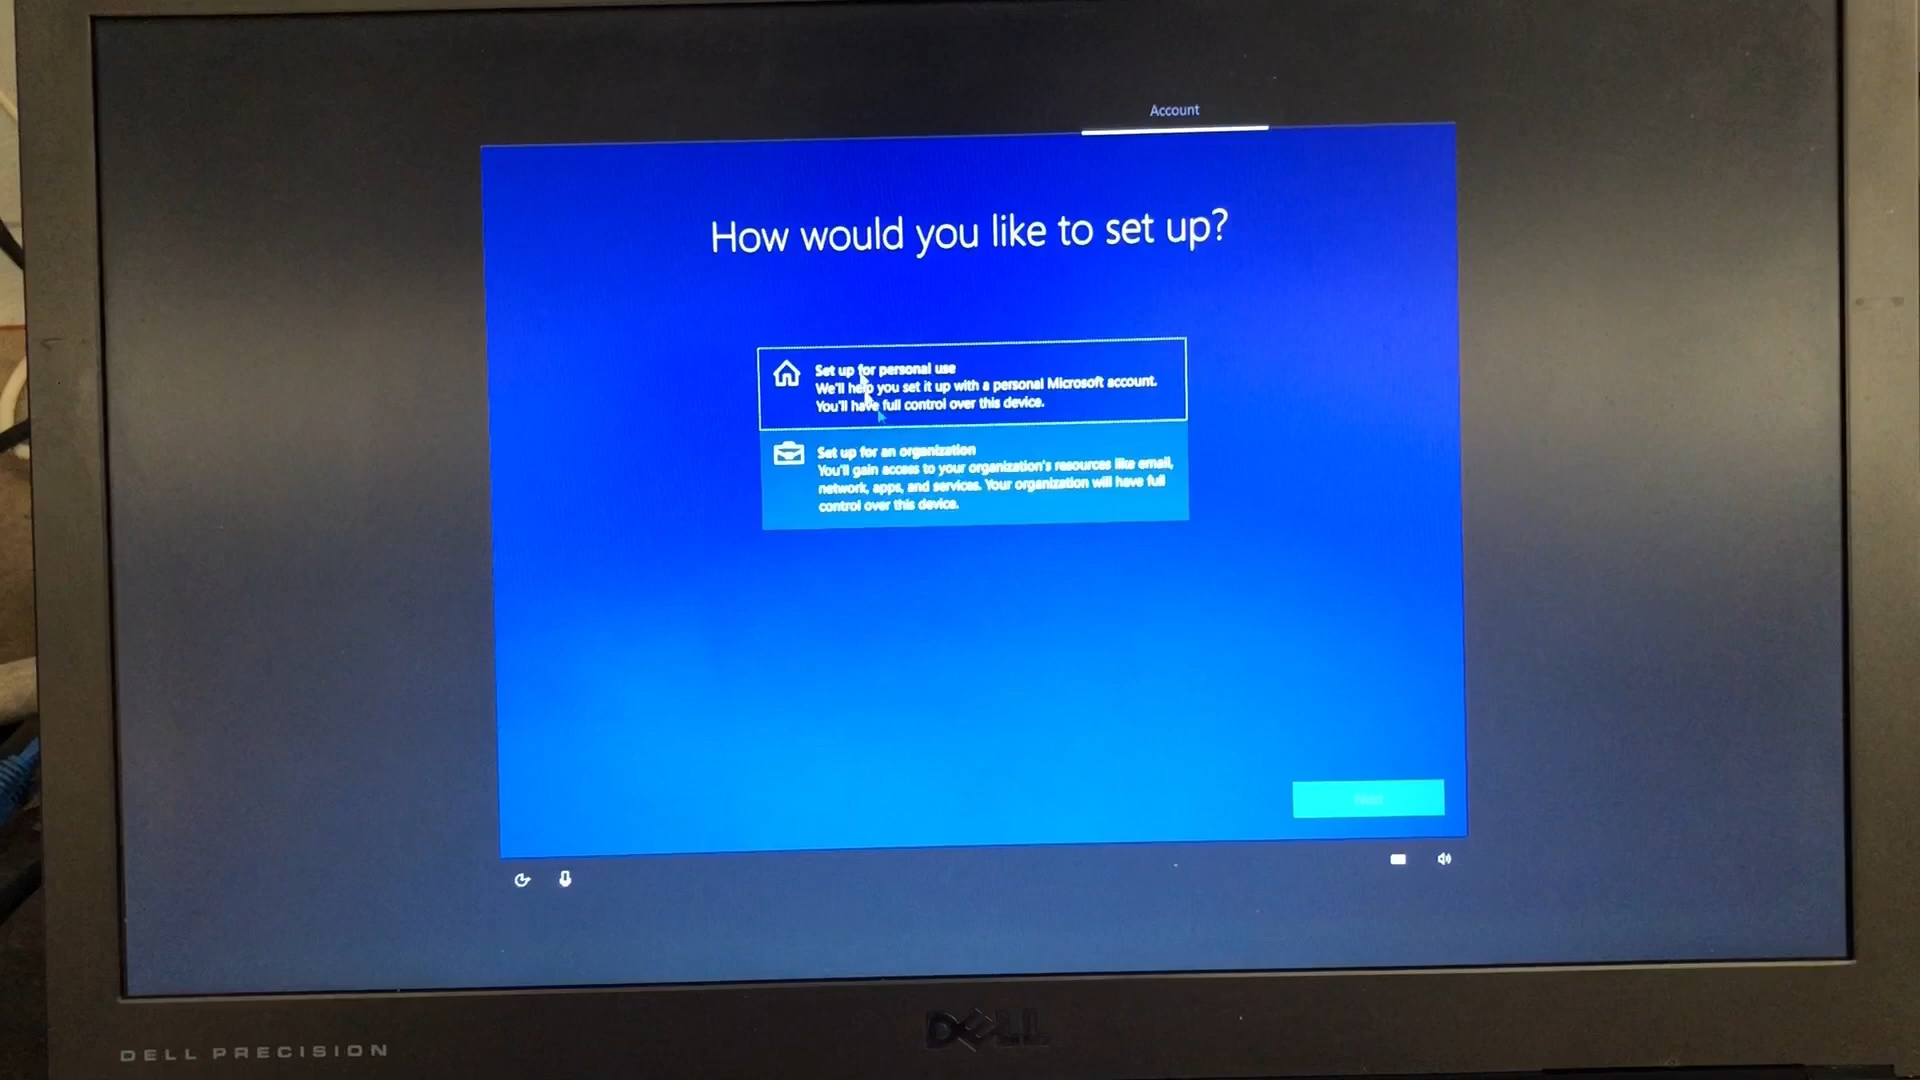 Account
How would you like to set up?
Set up for personal use
We'll help you set it up with a personal Microsoft account.
You'll have full control over this device.
Set up for an organization
You'll gain access to your organization's resources like email,
network, apps, and services. Your organization will have full
control over this device.
Next
DELL
DELL PRECISION